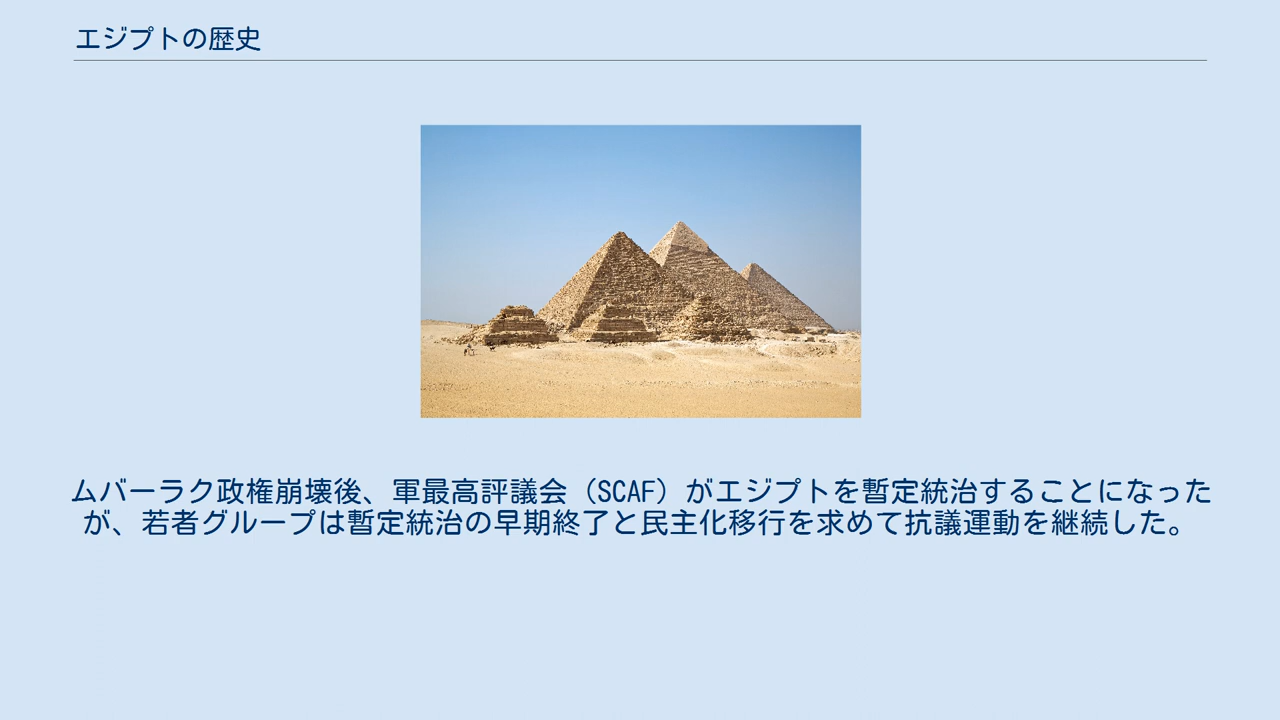 エジプトの歴史
ムバーラク政権崩壊後、軍最高評議会（SCAF）がエジプトを暫定統治することになった
が、若者グループは暫定統治の早期終了と民主化移行を求めて抗議運動を継続した。